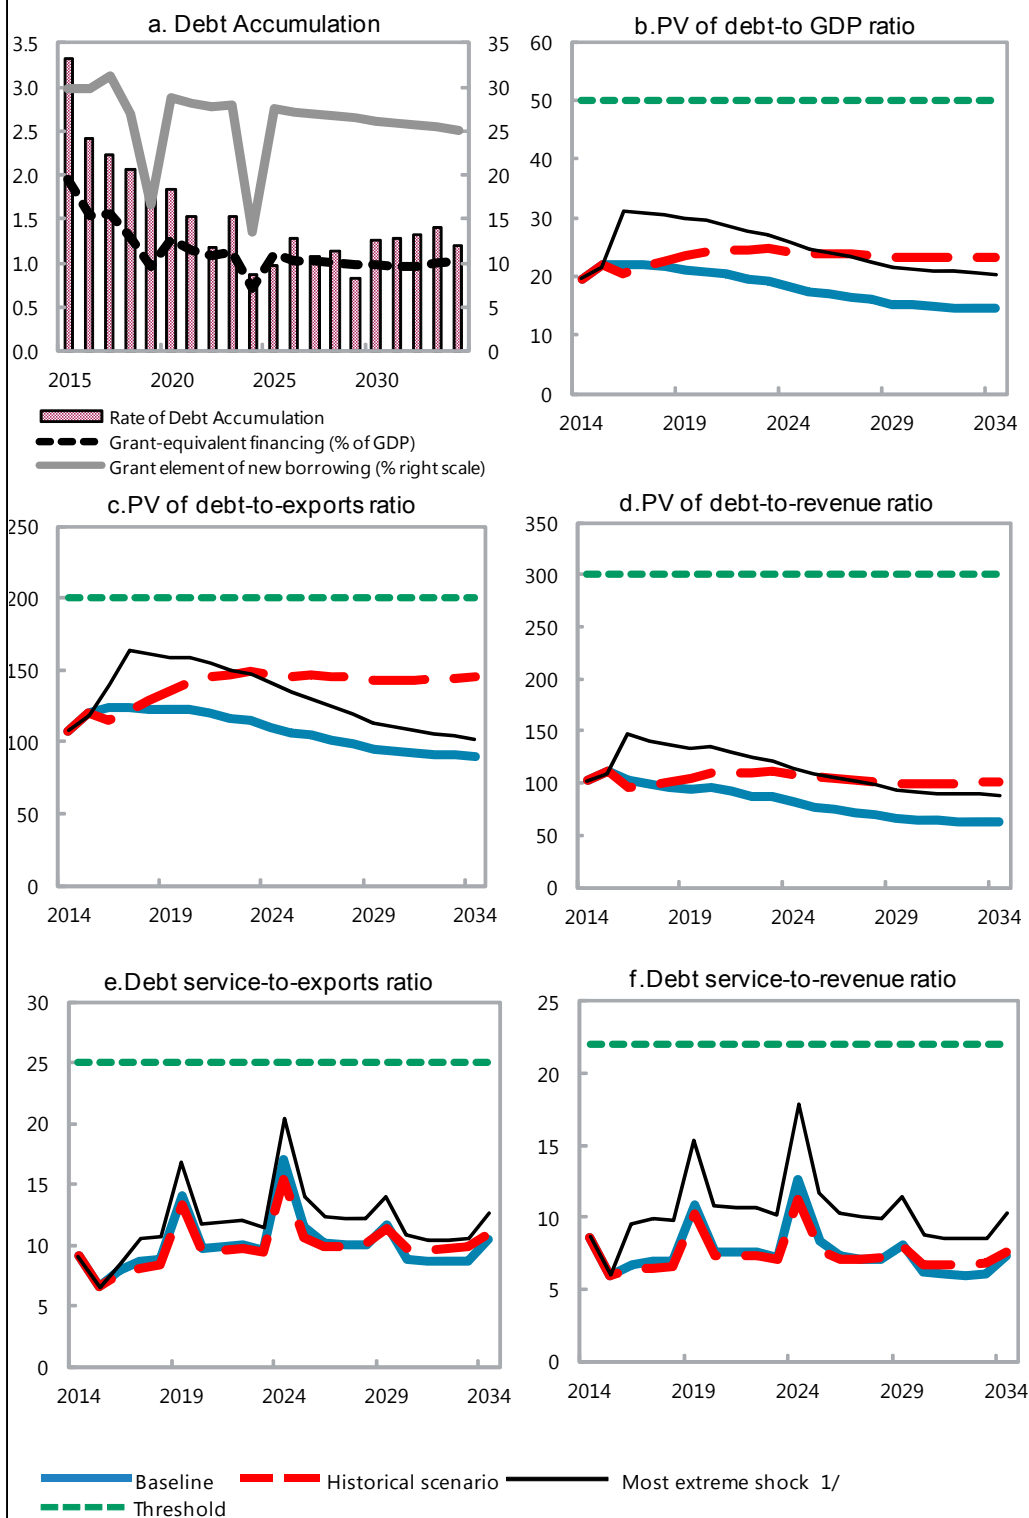 a. Debt Accumulation
3.5
3.0
2.5
2.0
1.5
1.0
0.5
0.0
35
30
25
20
15
10
5
0
2015 2020 2025 2030
Rate of Debt Accumulation
Grant-equivalent financing (% of GDP)
Grant element of new borrowing (% right scale)
b.PV of debt-to GDP ratio
60
50
40
30
20
10
0
2014 2019 2024 2029 2034
c.PV of debt-to-exports ratio
250
200
150
100
50
0
2014 2019 2024 2029 2034
d.PV of debt-to-revenue ratio
350
300
250
200
150
100
50
0
2014 2019 2024 2029 2034
e.Debt service-to-exports ratio
30
25
20
15
10
5
0
2014 2019 2024 2029 2034
f.Debt service-to-revenue ratio
25
20
15
10
5
0
2014 2019 2024 2029 2034
Baseline Historical scenario Most extreme shock 1/
Threshold